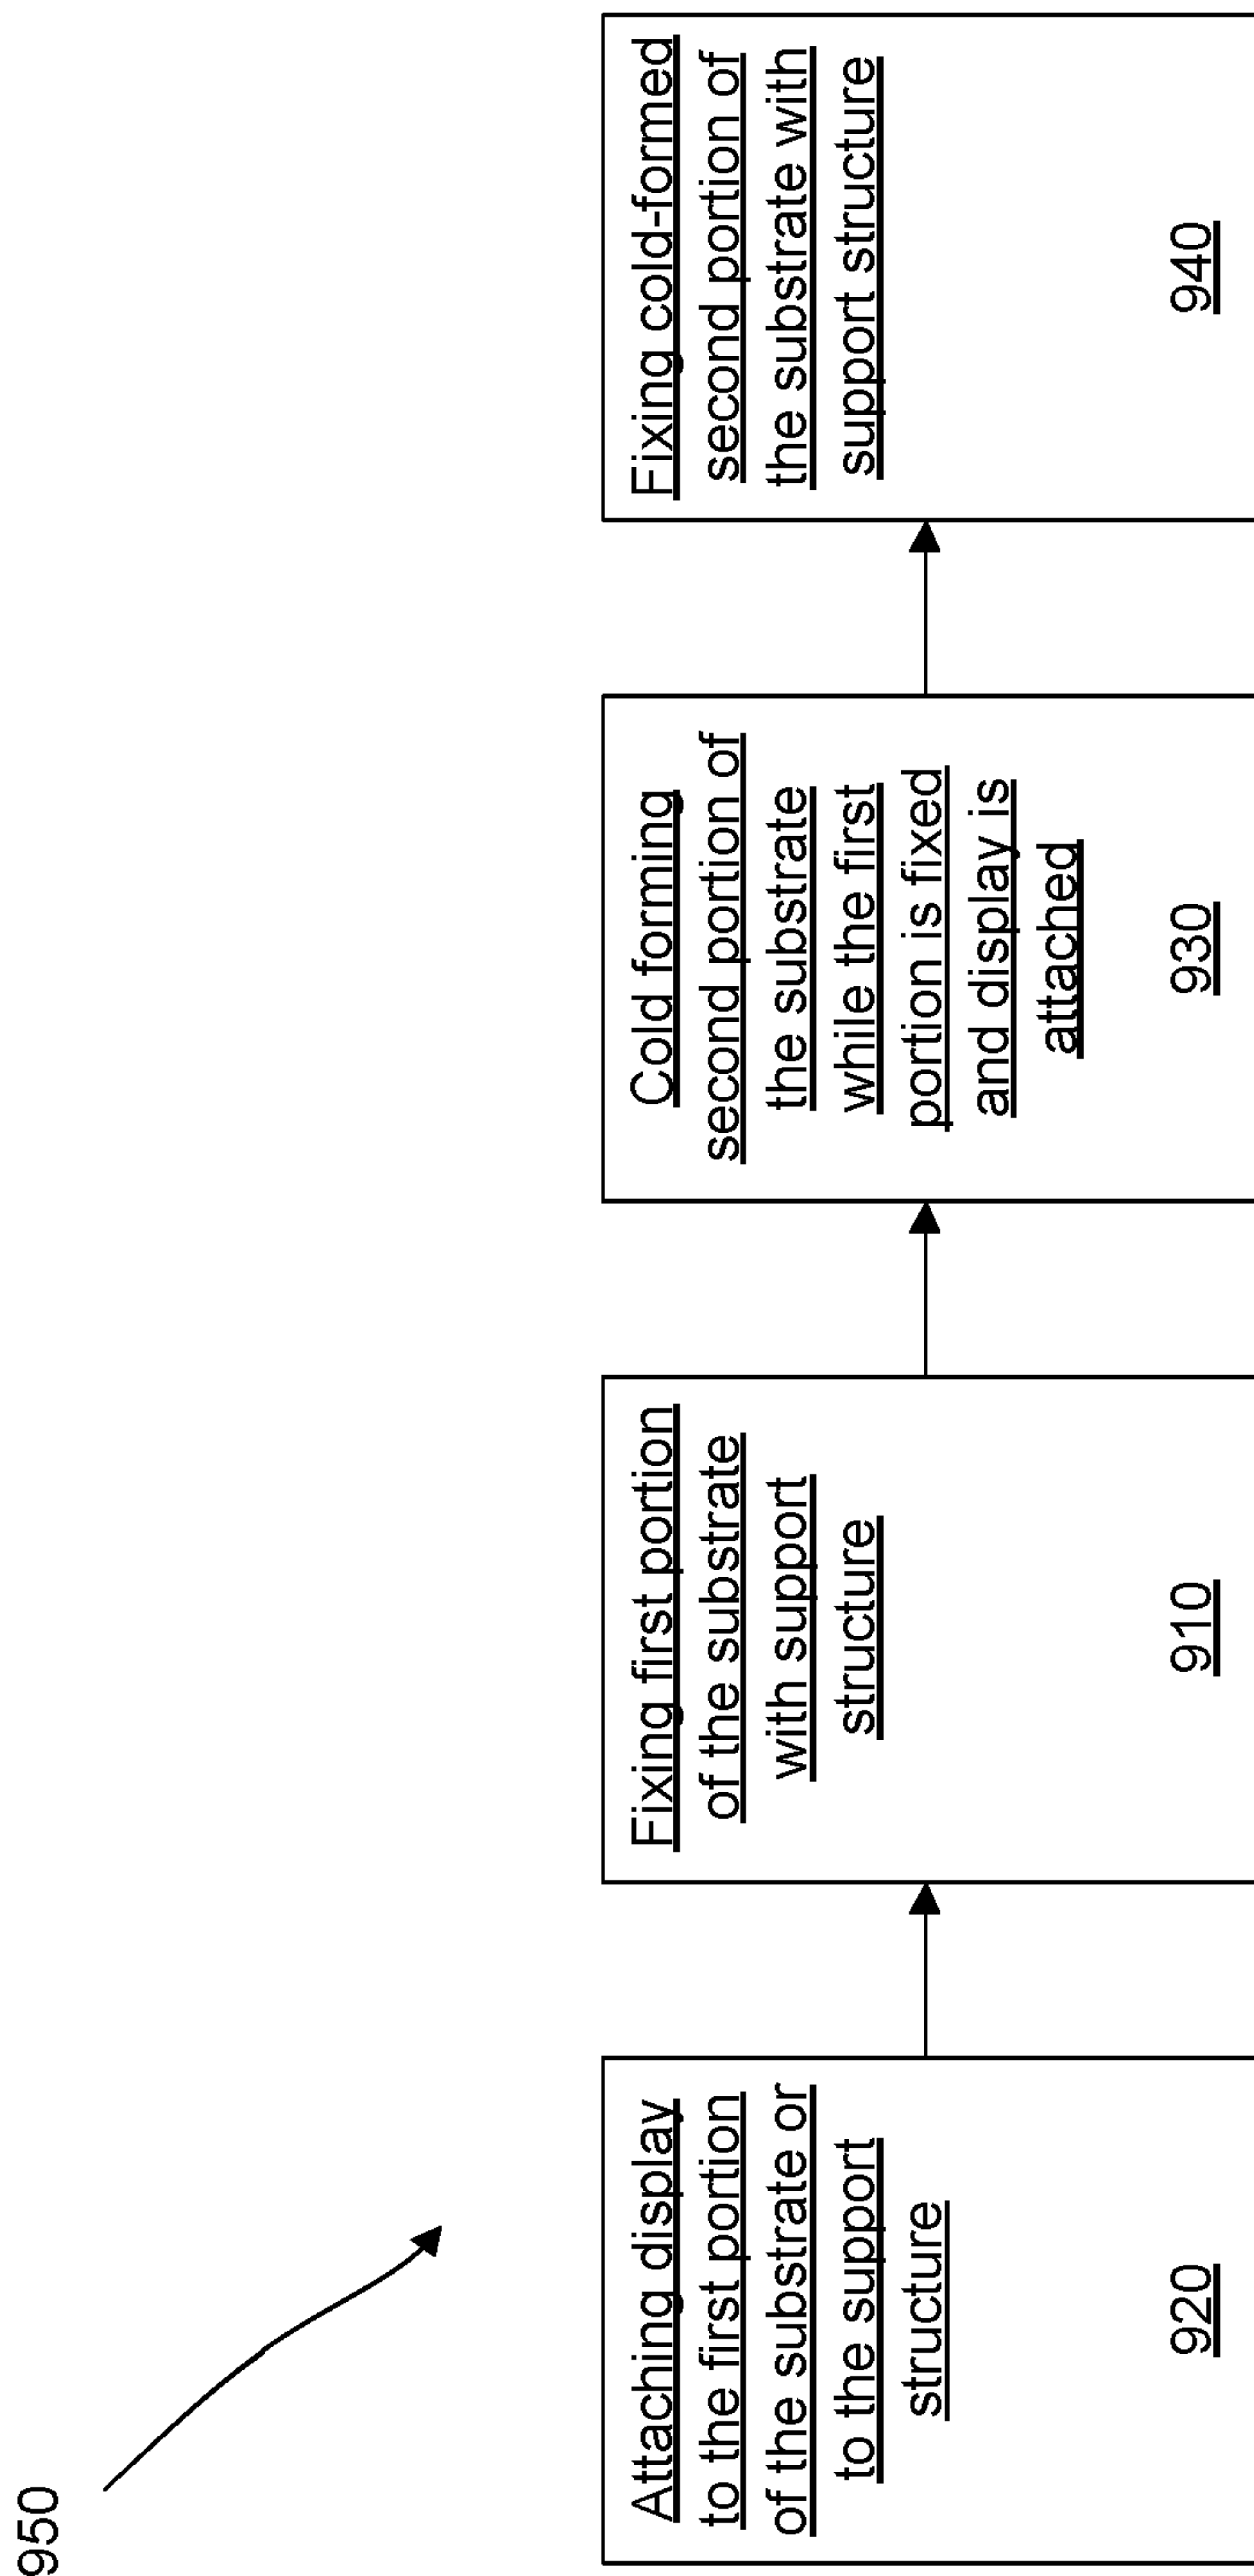 950
Attaching display
to the first portion
of the substrate or
to the support
structure
920
Fixing first portion
of the substrate
with support
structure
910
Cold forming
second portion of
the substrate
while the first
portion is fixed
and display is
attached
930
Fixing cold-formed
second portion of
the substrate with
support structure
940